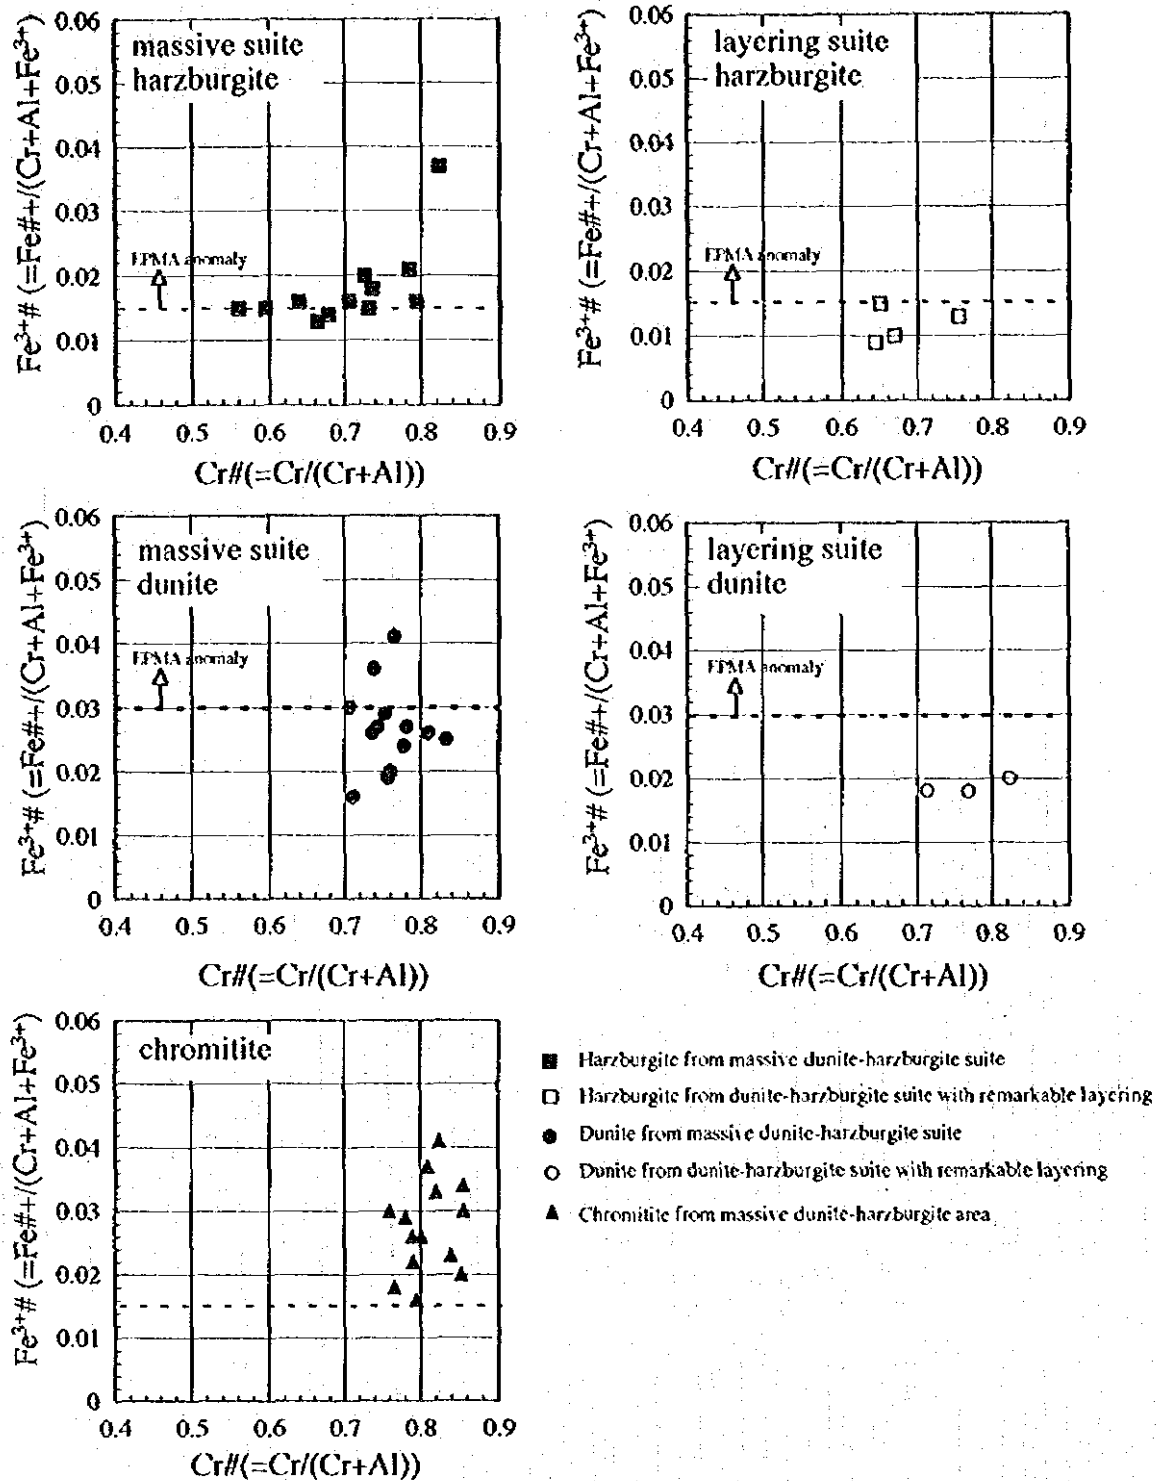 massive suite
harzburgite
EPMA anomaly
Fe³⁺# (=Fe#+/(Cr+Al+Fe³⁺)
0.06
0.05
0.04
0.03
0.02
0.01
0
0.4 0.5 0.6 0.7 0.8 0.9
Cr#(=Cr/(Cr+Al))
layering suite
harzburgite
EPMA anomaly
Fe³⁺# (=Fe#+/(Cr+Al+Fe³⁺)
0.06
0.05
0.04
0.03
0.02
0.01
0
0.4 0.5 0.6 0.7 0.8 0.9
Cr#(=Cr/(Cr+Al))
massive suite
dunite
EPMA anomaly
Fe³⁺# (=Fe#+/(Cr+Al+Fe³⁺)
0.06
0.05
0.04
0.03
0.02
0.01
0
0.4 0.5 0.6 0.7 0.8 0.9
Cr#(=Cr/(Cr+Al))
layering suite
dunite
EPMA anomaly
Fe³⁺# (=Fe#+/(Cr+Al+Fe³⁺)
0.06
0.05
0.04
0.03
0.02
0.01
0
0.4 0.5 0.6 0.7 0.8 0.9
Cr#(=Cr/(Cr+Al))
chromitite
Fe³⁺# (=Fe#+/(Cr+Al+Fe³⁺)
0.06
0.05
0.04
0.03
0.02
0.01
0
0.4 0.5 0.6 0.7 0.8 0.9
Cr#(=Cr/(Cr+Al))
Harzburgite from massive dunite-harzburgite suite
Harzburgite from dunite-harzburgite suite with remarkable layering
Dunite from massive dunite-harzburgite suite
Dunite from dunite-harzburgite suite with remarkable layering
Chromitite from massive dunite-harzburgite area